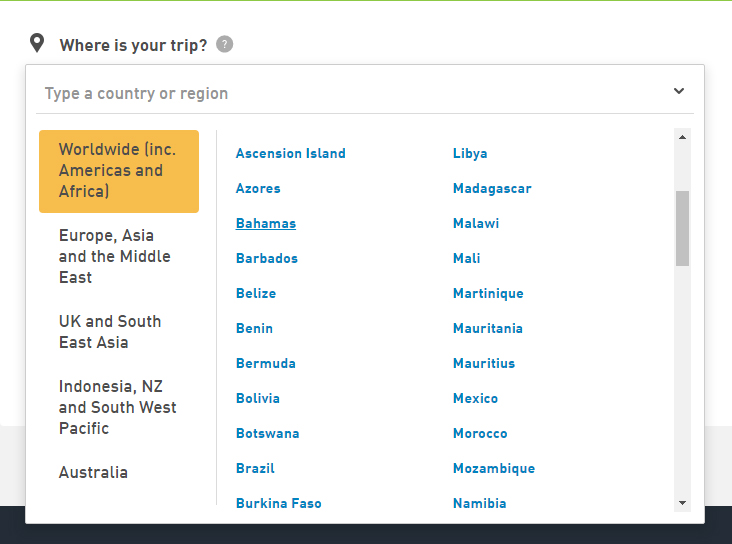 Where is your trip? ?
Type a country or region
Worldwide (inc.
Americas and
Africa)
Europe, Asia
and the Middle
East
UK and South
East Asia
Indonesia, NZ
and South West
Pacific
Australia
Ascension Island
Azores
Bahamas
Barbados
Belize
Benin
Bermuda
Bolivia
Botswana
Brazil
Burkina Faso
Libya
Madagascar
Malawi
Mali
Martinique
Mauritania
Mauritius
Mexico
Morocco
Mozambique
Namibia